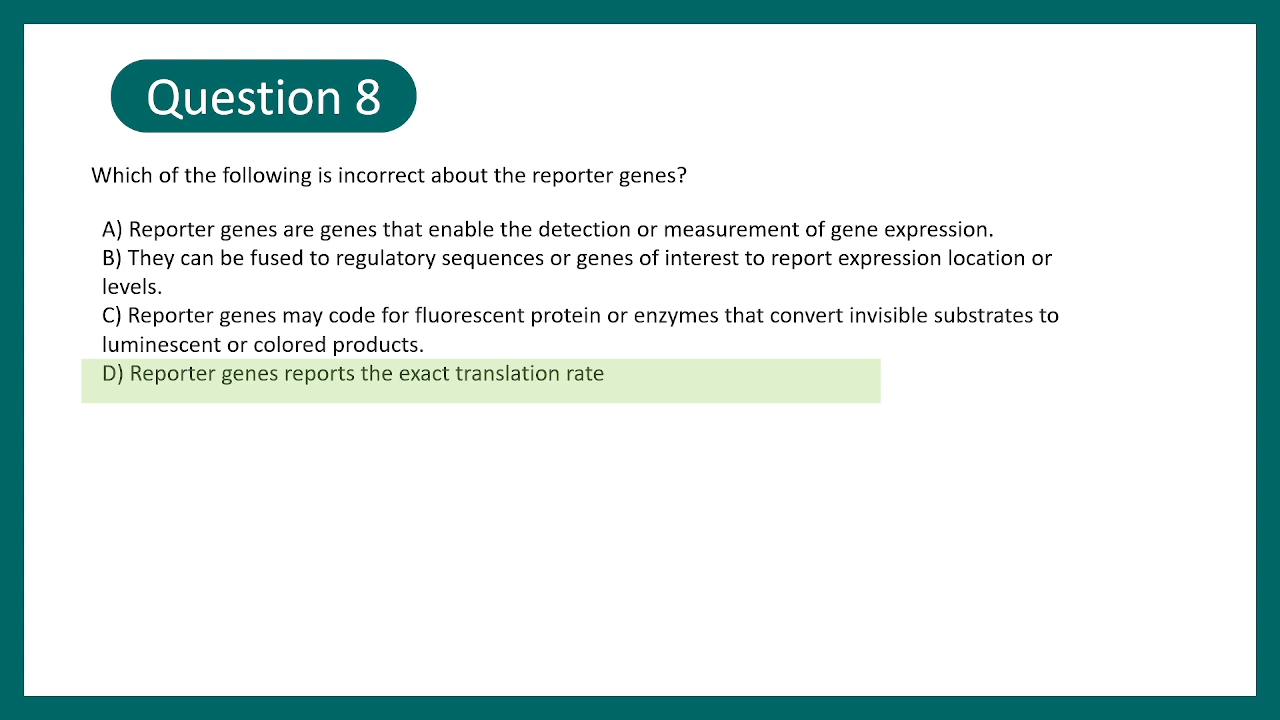 Question 8
Which of the following is incorrect about the reporter genes?
A) Reporter genes are genes that enable the detection or measurement of gene expression.
B) They can be fused to regulatory sequences or genes of interest to report expression location or
levels.
C) Reporter genes may code for fluorescent protein or enzymes that convert invisible substrates to
luminescent or colored products.
D) Reporter genes reports the exact translation rate